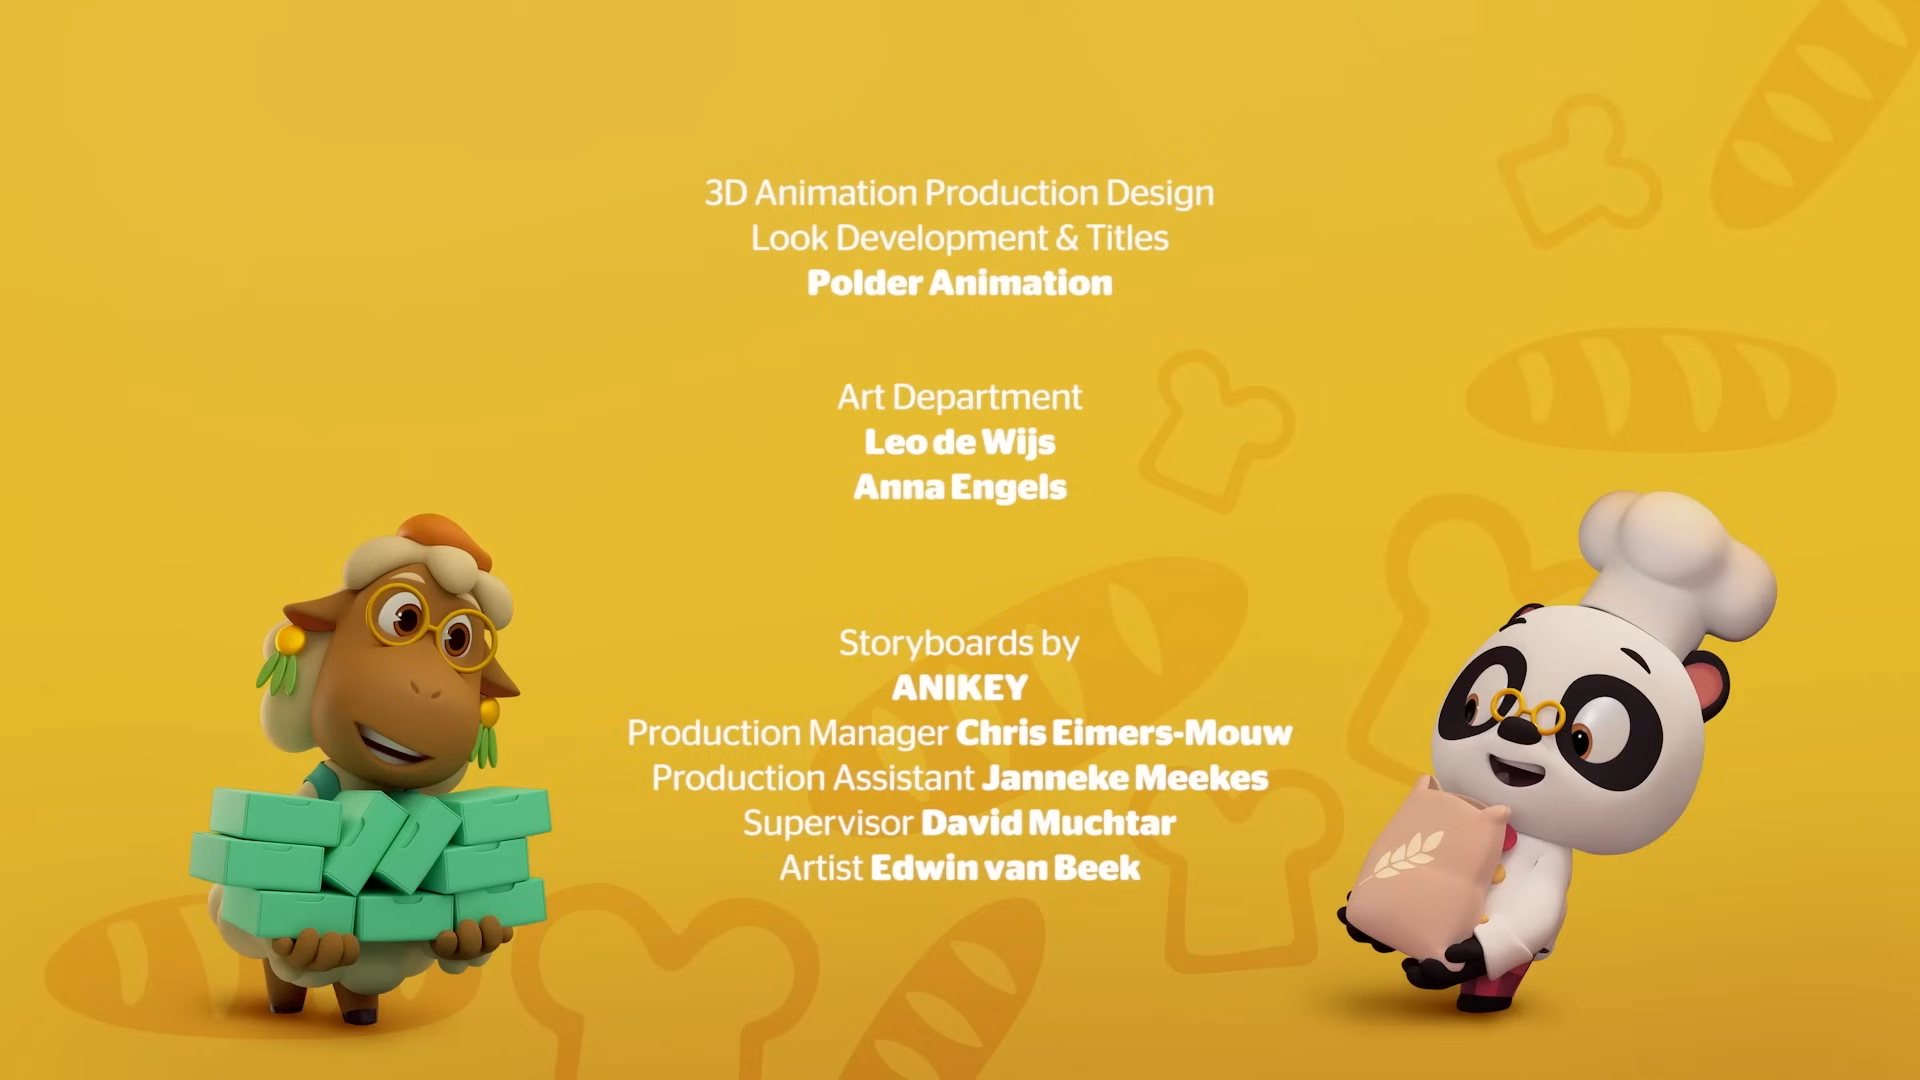 3D Animation Production Design
Look Development & Titles
Polder Animation
Art Department
Leo de Wijs
Anna Engels
Storyboards by
ANIKEY
Production Manager Chris Eimers-Mouw
Production Assistant Janneke Meekes
Supervisor David Muchtar
Artist Edwin van Beek